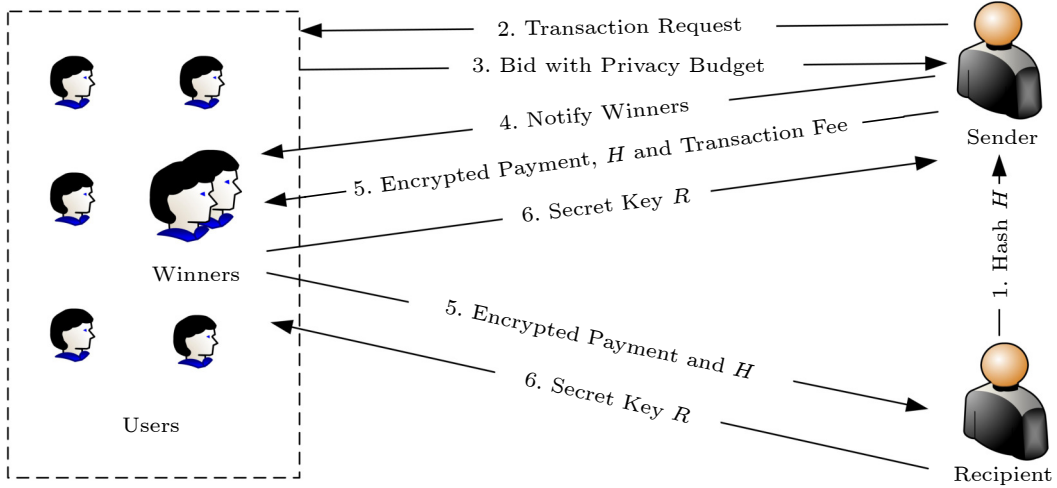 2. Transaction Request
3. Bid with Privacy Budget
4. Notify Winners
Sender
5. Encrypted Payment, H and Transaction Fee
6. Secret Key R
1. Hash H
Winners
5. Encrypted Payment and H
6. Secret Key R
Users
Recipient